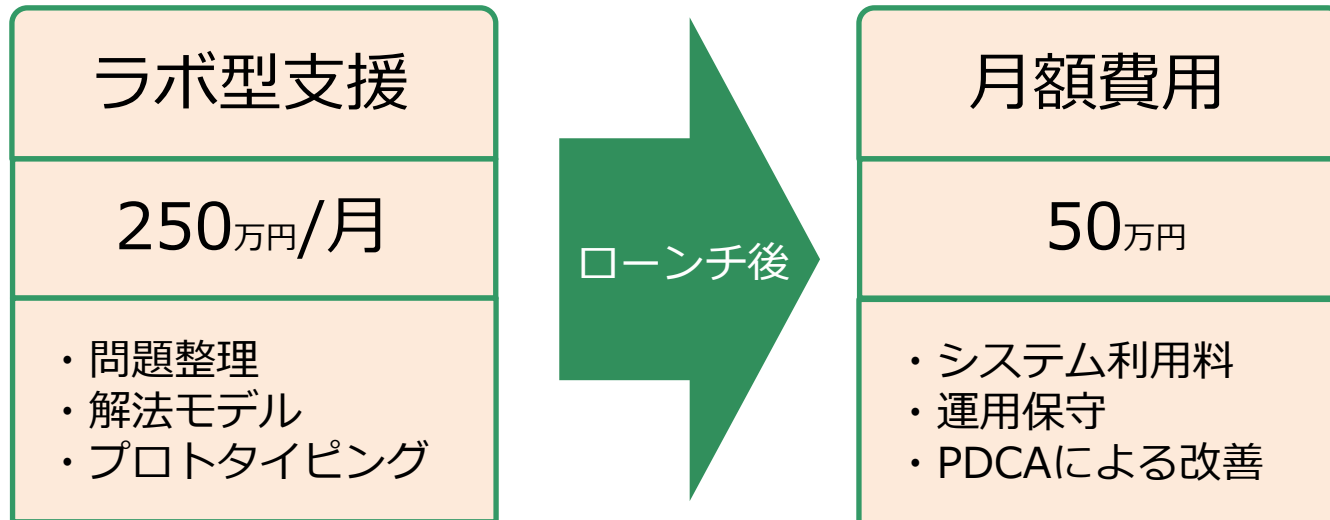 ラボ型支援
250万円/月
・問題整理
・解法モデル
・プロトタイピング
ローンチ後
月額費用
50万円
・システム利用料
・運用保守
・PDCAによる改善